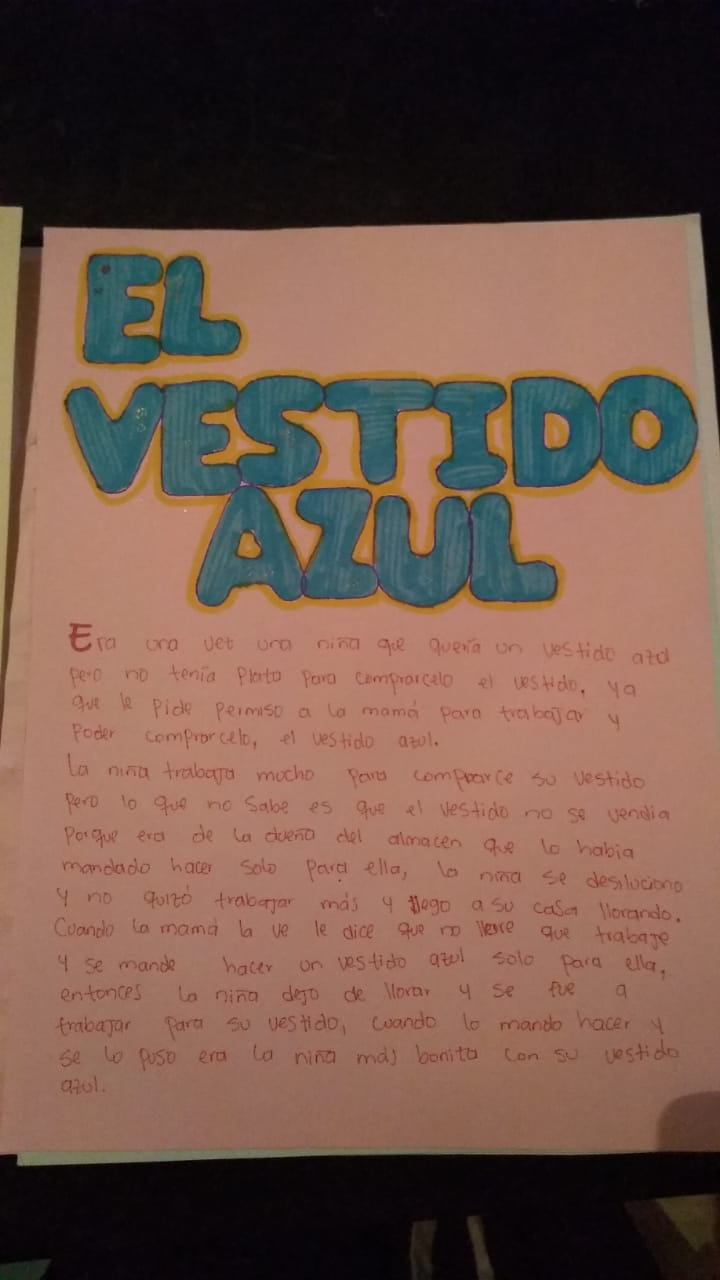 EL
VESTIDO
AZUL
Era una vez una niña que quería un vestido azul
pero no tenía plata para comprarcelo el vestido, ya
que le pide permiso a la mamá para trabajar y
poder comprarcelo, el vestido azul.
La niña trabaja mucho para comprarce su vestido
pero lo que no sabe es que el vestido no se vendia
porque era de la dueña del almacen que lo habia
mandado hacer solo para ella, la niña se desiluciono
y no quizó trabajar más y llego a su casa llorando.
Cuando la mamá la ve le dice que no llore que trabaje
y se mande hacer un vestido azul solo para ella,
entonces la niña dejo de llorar y se fue a
trabajar para su vestido, cuando lo mando hacer y
se lo puso era la niña más bonita con su vestido
azul.